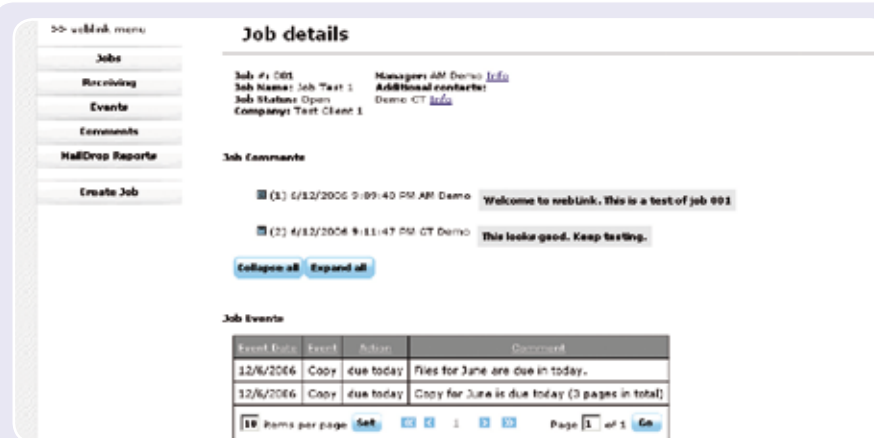 >> weblink menu
Jobs
Receiving
Events
Comments
MailDrop Reports
Create Job
Job details
Job #: 001
Job Name: Job Test 1
Job Status: Open
Company: Test Client 1
Manager: AM Demo Info
Additional contacts:
Demo CT Info
Job Comments
(1) 6/12/2006 9:09:40 PM AM Demo Welcome to webLink. This is a test of job 001
(2) 6/12/2006 9:11:47 PM CT Demo This looks good. Keep testing.
Collapse all Expand all
Job Events
Event Date Event Action Comment
12/6/2006 Copy due today Files for June are due in today.
12/6/2006 Copy due today Copy for June is due today (3 pages in total)
10 items per page Set << < 1 > >> Page 1 of 1 Go